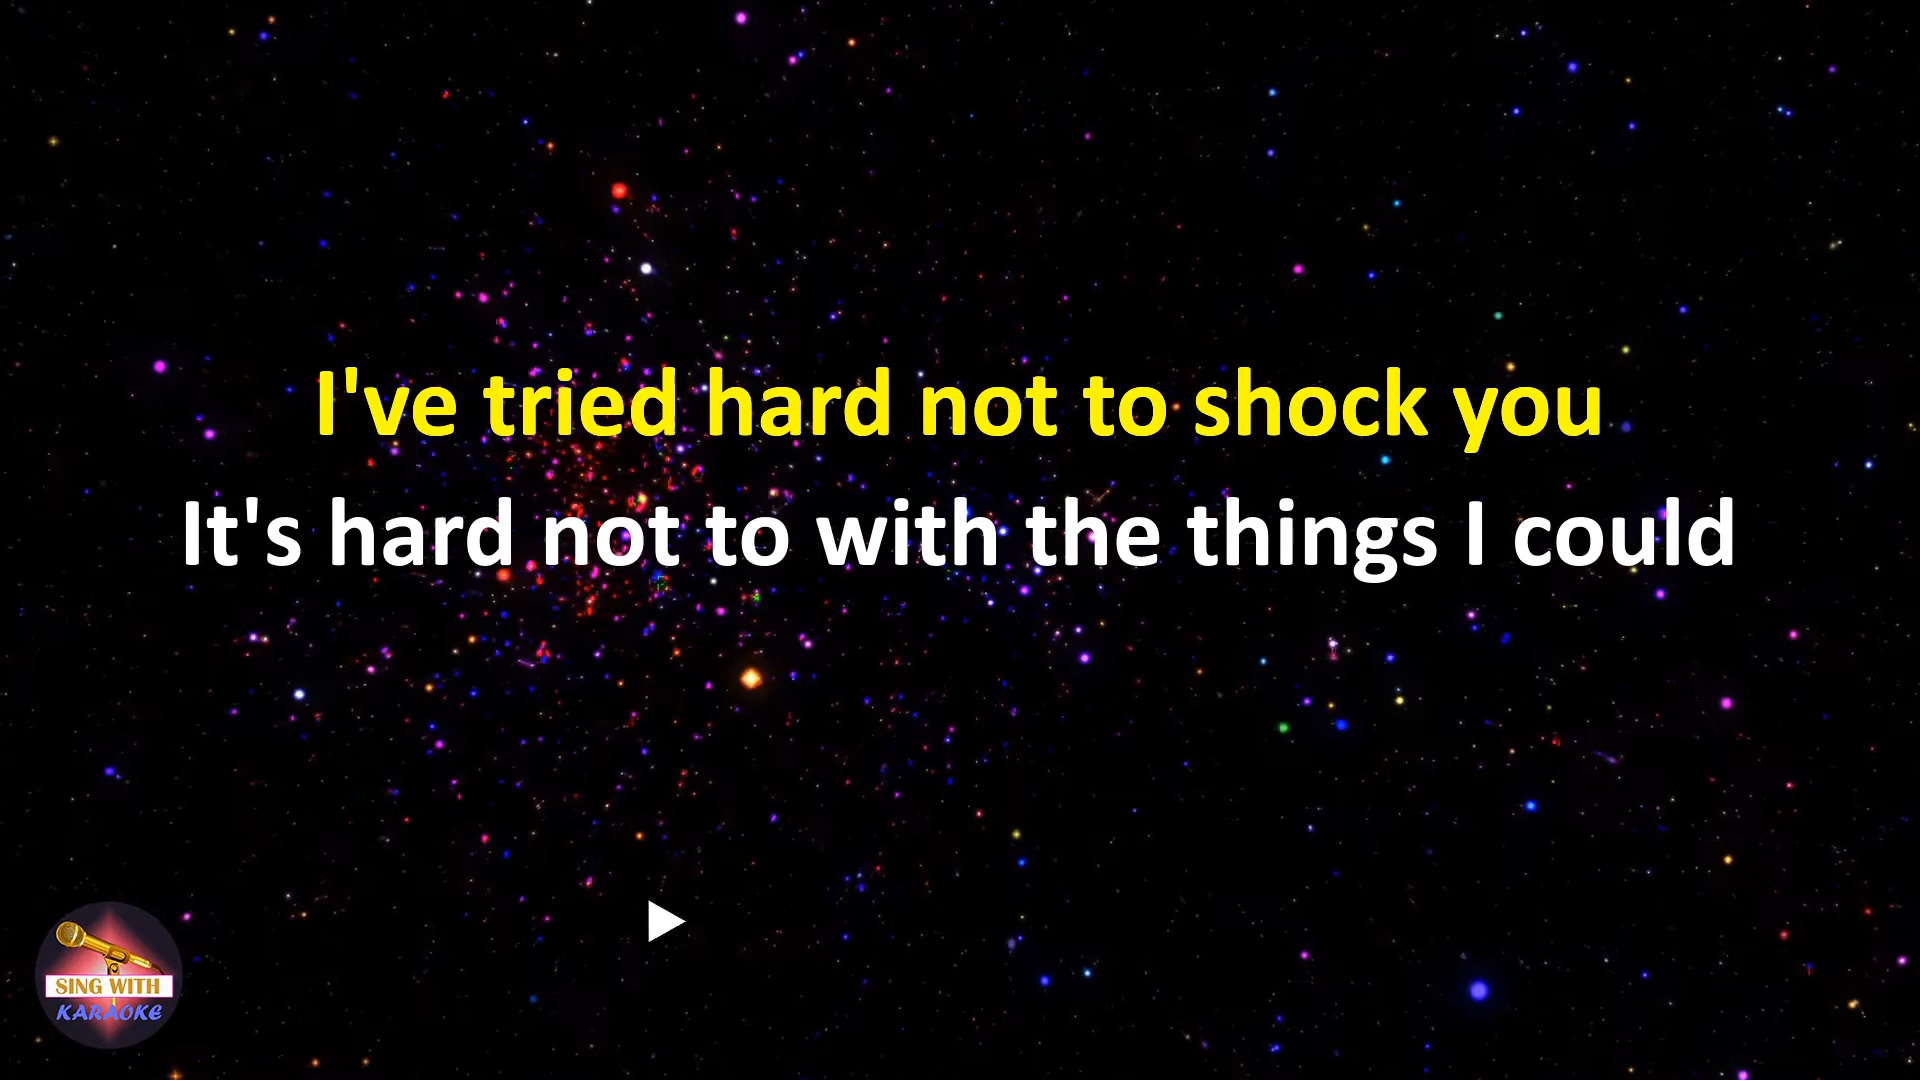 I've tried hard not to shock you
It's hard not to with the things I could
SING WITH
KARAOKE